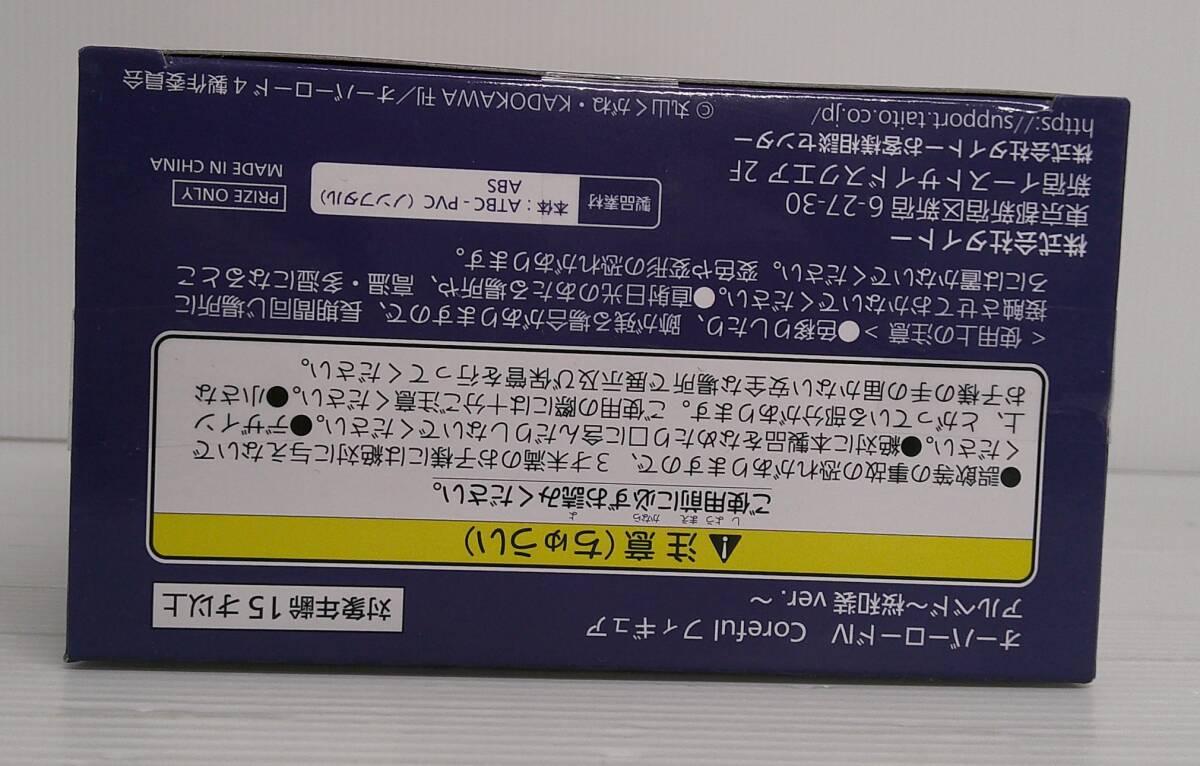 オーバーロードⅣ Coreful フィギュア
アルベド～桜和装 ver.～
対象年齢 15 才以上
注意(ちゅうい)
しようまえ かなら よ
ご使用前に必ずお読みください。
●誤飲等の事故の恐れがありますので、3才未満のお子様には絶対に与えないで
ください。●絶対に本製品をなめたり口に含んだりしないでください。●デザイン
上、とがっている部分があります。ご使用の際には十分ご注意ください。●小さな
お子様の手の届かない安全な場所で展示及び保管を行ってください。
< 使用上の注意 > ●色移りしたり、跡が残る場合がありますので、長期間同じ場所に
接触させておかないでください。●直射日光のあたる場所や、高温・多湿になるとこ
ろには置かないでください。変色や変形の恐れがあります。
株式会社タイトー
東京都新宿区新宿 6-27-30
新宿イーストサイドスクエア 2F
株式会社タイトーお客様相談センター
https://support.taito.co.jp/
製品素材
本体：ATBC-PVC（ノンフタル）
ABS
PRIZE ONLY
MADE IN CHINA
© 丸山くがね・KADOKAWA 刊／オーバーロード４製作委員会